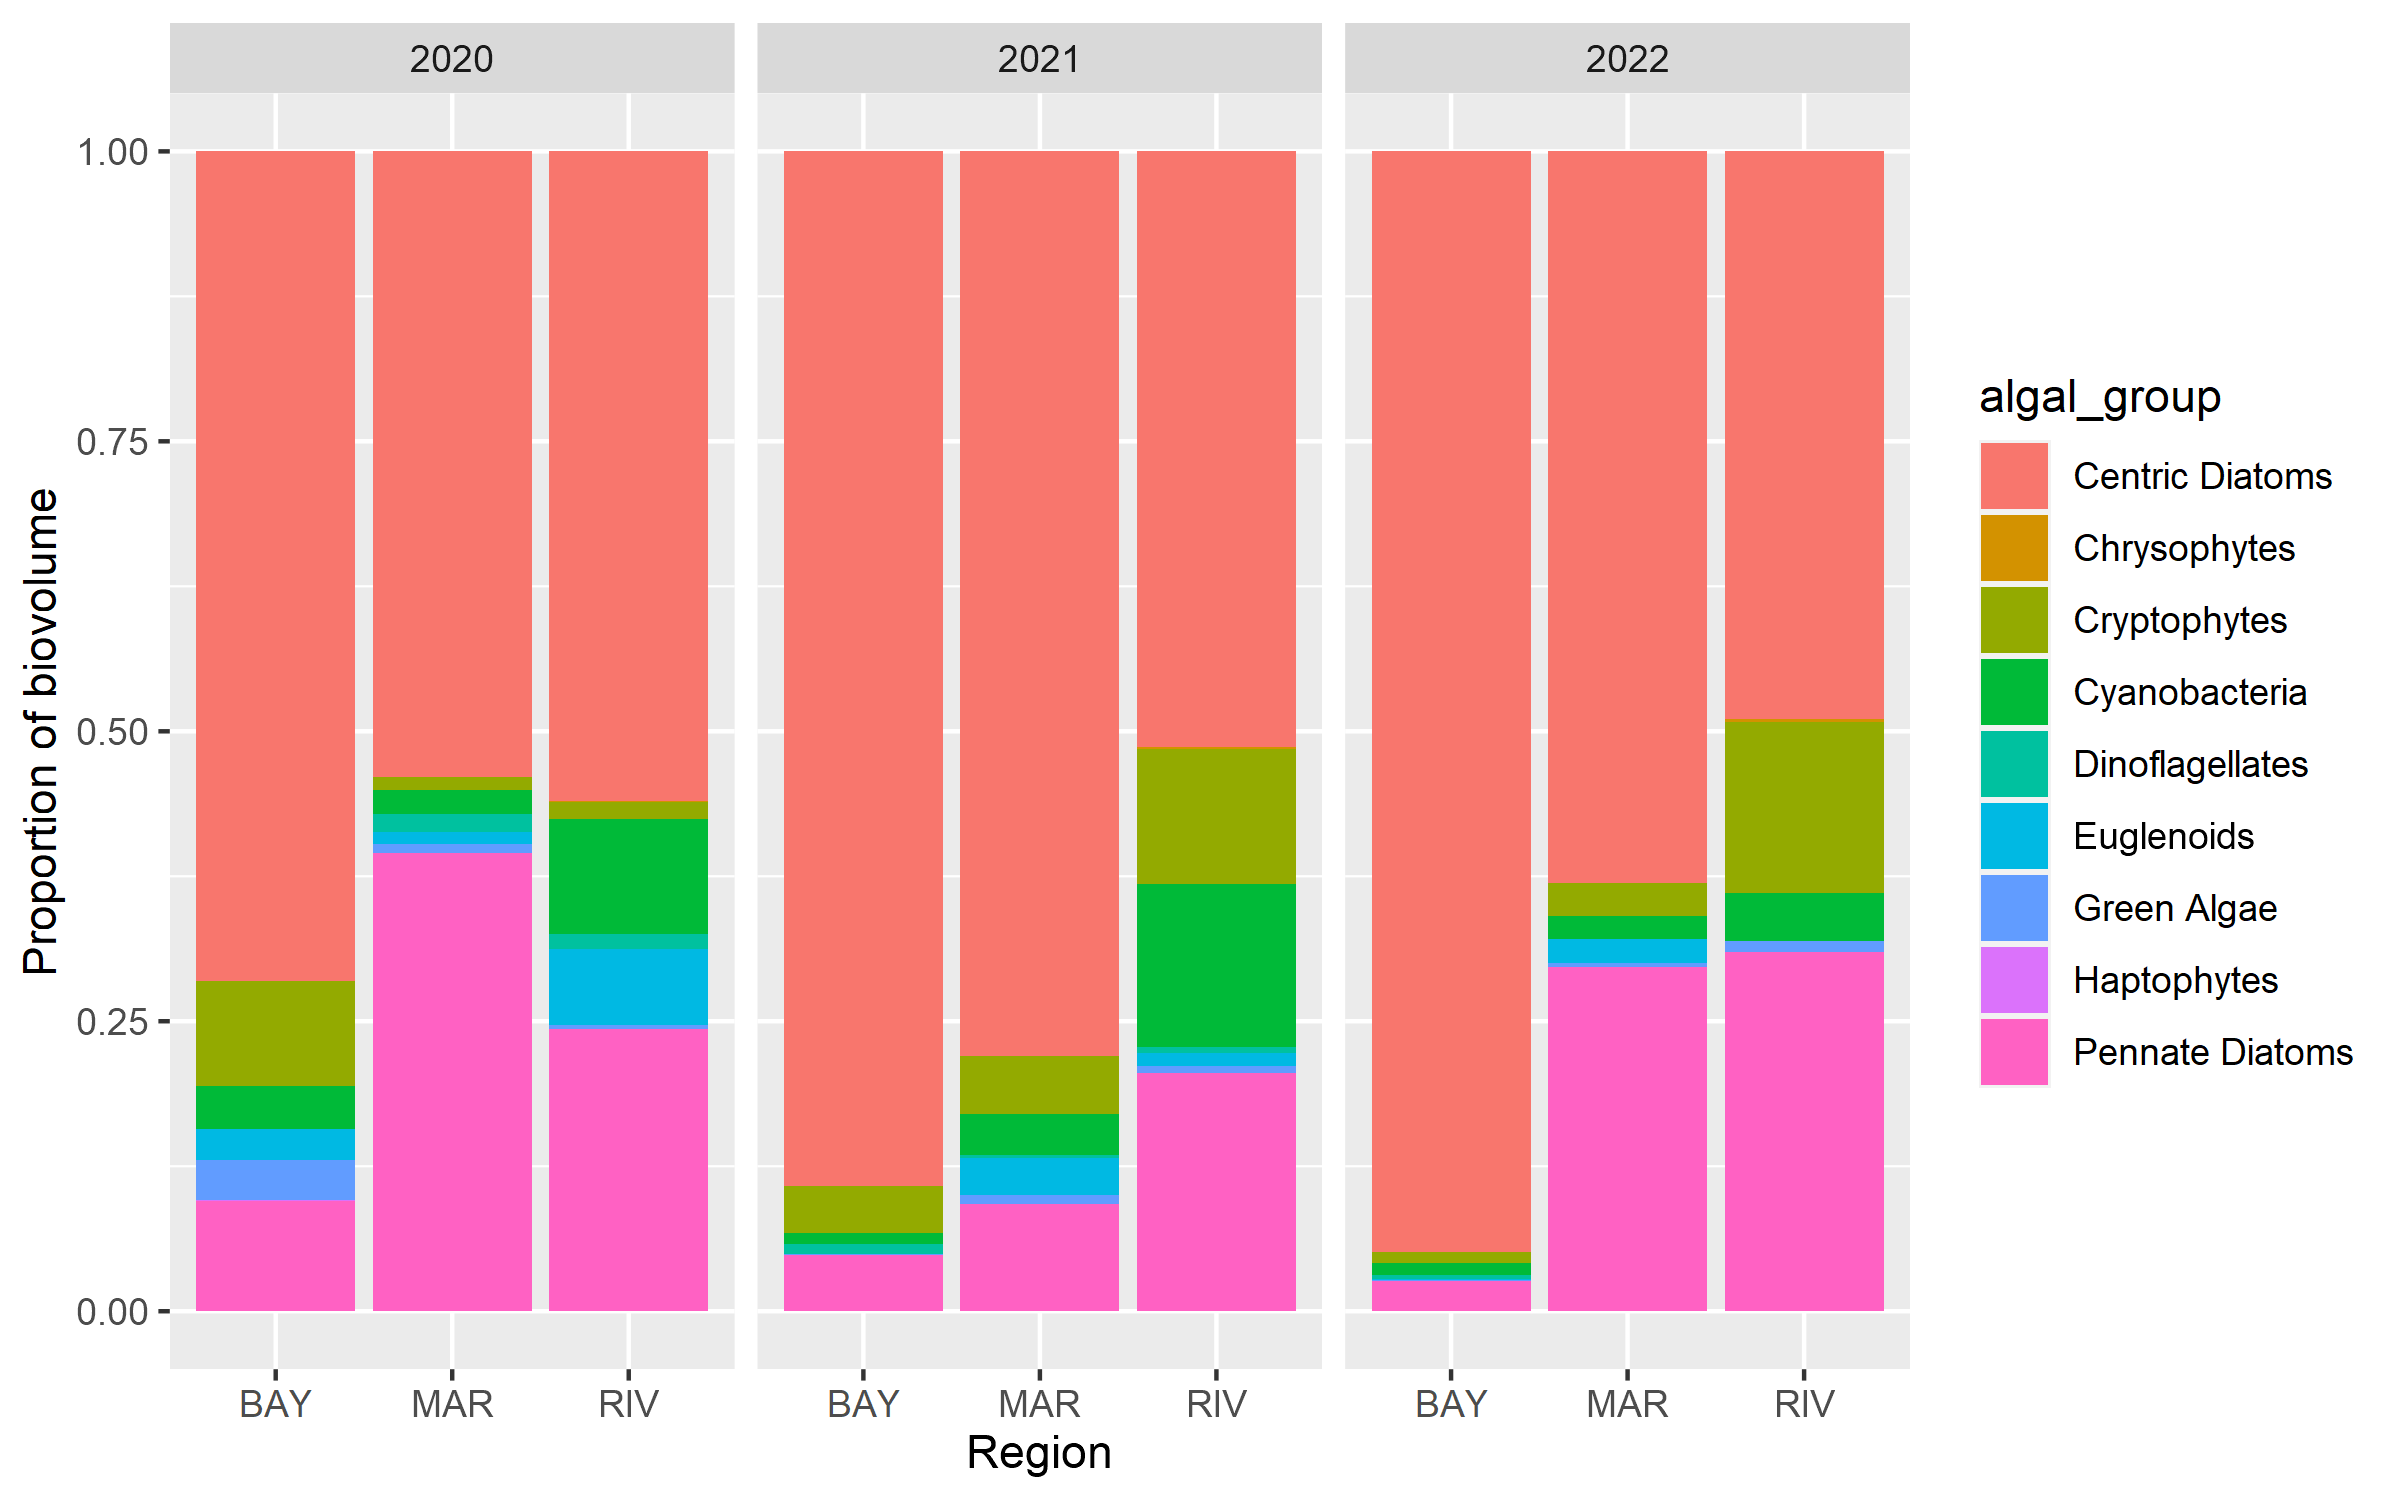 2020 2021 2022
1.00
0.75
0.50
0.25
0.00
Proportion of biovolume
BAY MAR RIV BAY MAR RIV BAY MAR RIV
Region
algal_group
Centric Diatoms
Chrysophytes
Cryptophytes
Cyanobacteria
Dinoflagellates
Euglenoids
Green Algae
Haptophytes
Pennate Diatoms